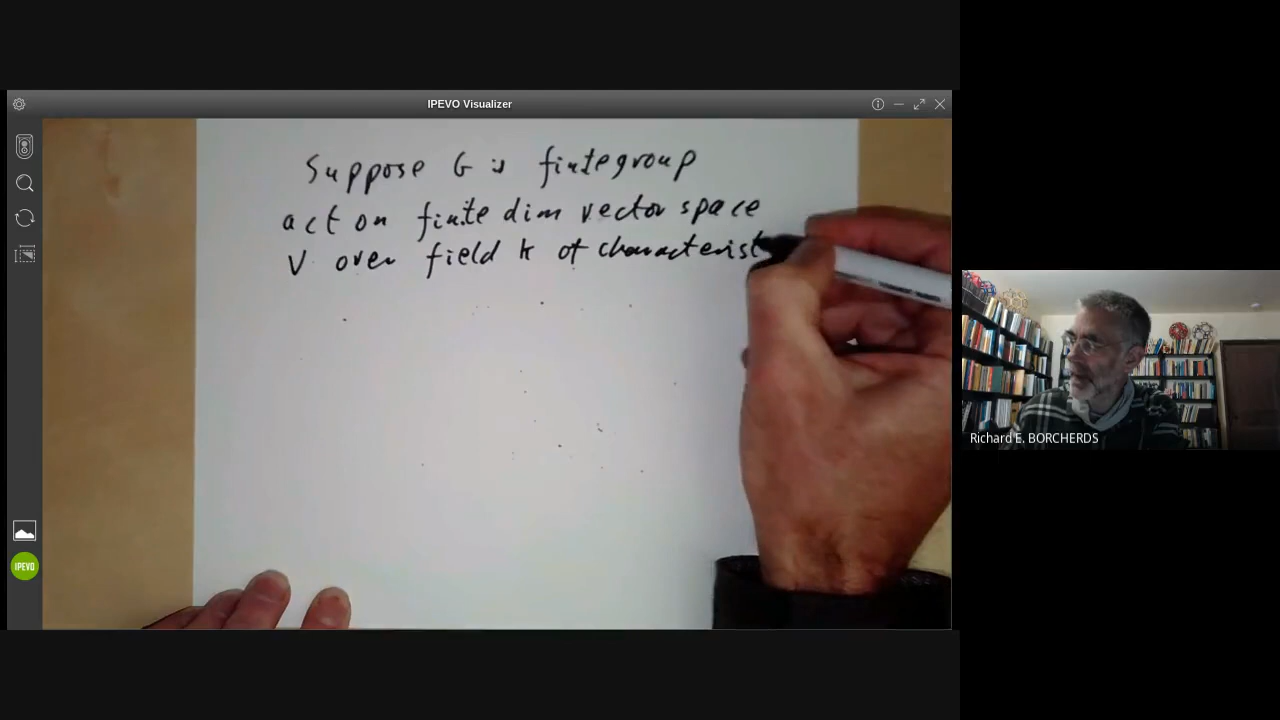 IPEVO Visualizer
Suppose G is finite group
act on finite dim vector space
V over field k of characterist
IPEVO
Richard E. BORCHERDS